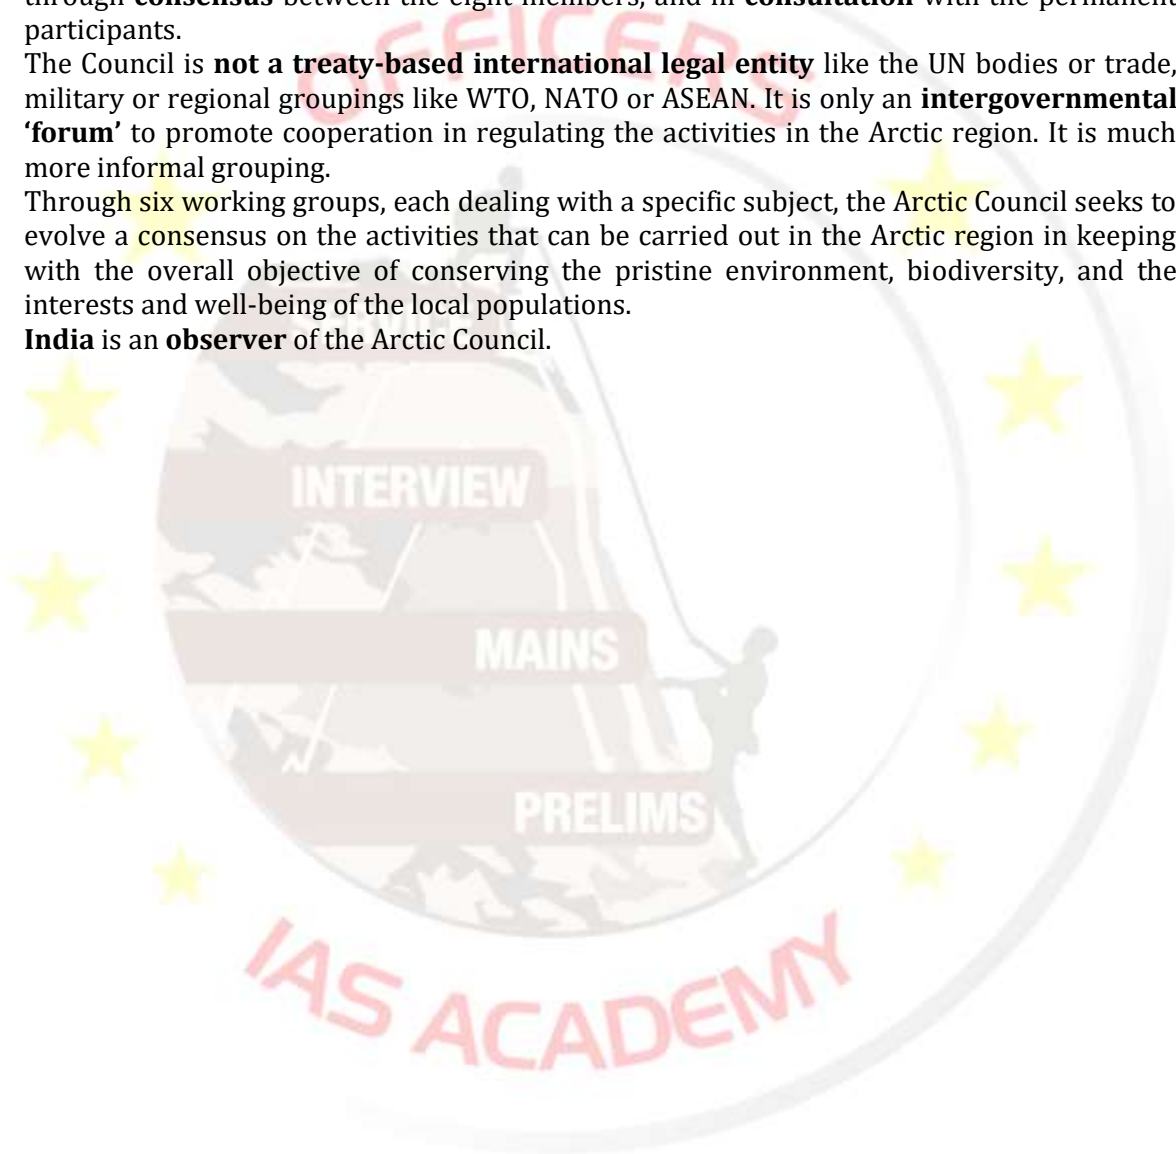 through consensus between the eight members, and in consultation with the permanent
participants.
The Council is not a treaty-based international legal entity like the UN bodies or trade,
military or regional groupings like WTO, NATO or ASEAN. It is only an intergovernmental
‘forum’ to promote cooperation in regulating the activities in the Arctic region. It is much
more informal grouping.
Through six working groups, each dealing with a specific subject, the Arctic Council seeks to
evolve a consensus on the activities that can be carried out in the Arctic region in keeping
with the overall objective of conserving the pristine environment, biodiversity, and the
interests and well-being of the local populations.
India is an observer of the Arctic Council.
OFFICERS
INTERVIEW
MAINS
PRELIMS
IAS ACADEMY